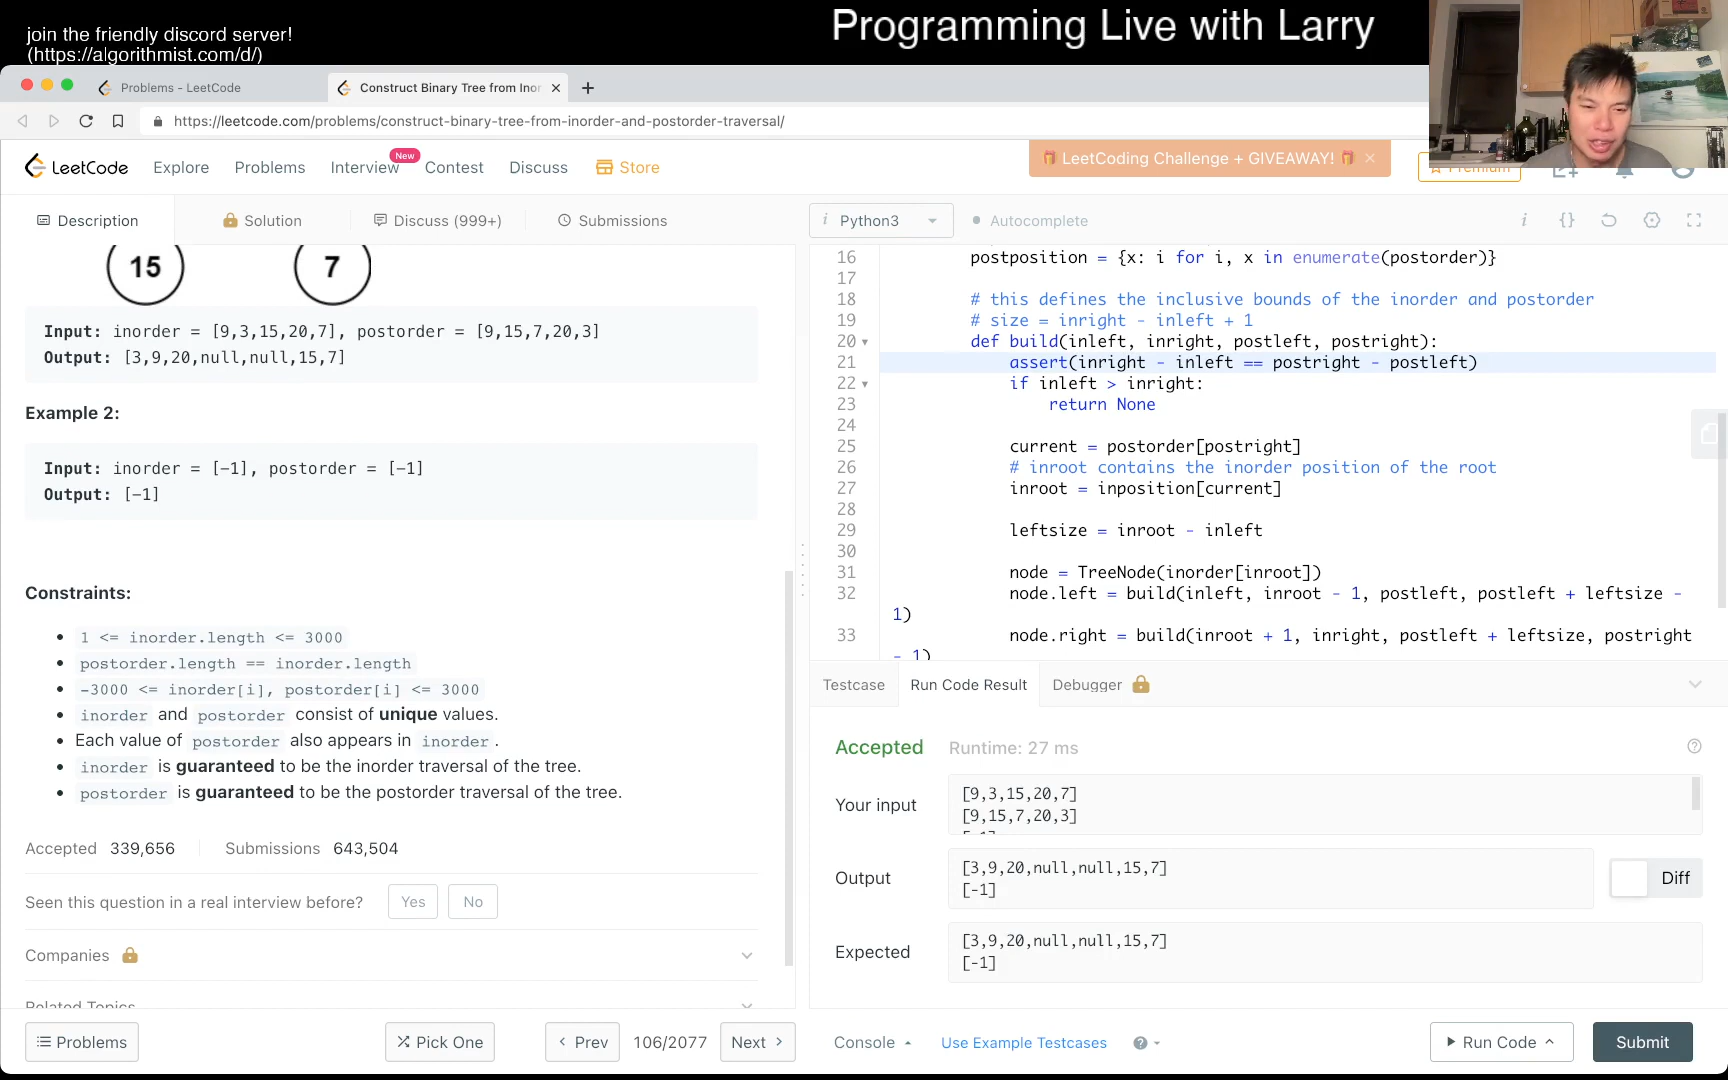 join the friendly discord server!
(https://algorithmist.com/d/)
Programming Live with Larry
Problems - LeetCode
Construct Binary Tree from Inor
https://leetcode.com/problems/construct-binary-tree-from-inorder-and-postorder-traversal/
LeetCode
Explore
Problems
Interview
New
Contest
Discuss
Store
LeetCoding Challenge + GIVEAWAY!
Premium
Description
Solution
Discuss (999+)
Submissions
15
7
Input: inorder = [9,3,15,20,7], postorder = [9,15,7,20,3]
Output: [3,9,20,null,null,15,7]
Example 2:
Input: inorder = [-1], postorder = [-1]
Output: [-1]
Constraints:
1 <= inorder.length <= 3000
postorder.length == inorder.length
-3000 <= inorder[i], postorder[i] <= 3000
inorder and postorder consist of unique values.
Each value of postorder also appears in inorder.
inorder is guaranteed to be the inorder traversal of the tree.
postorder is guaranteed to be the postorder traversal of the tree.
Accepted 339,656 Submissions 643,504
Seen this question in a real interview before? Yes No
Companies
Related Topics
Problems
Pick One
Prev
106/2077
Next
i Python3
Autocomplete
16 postposition = {x: i for i, x in enumerate(postorder)}
17
18 # this defines the inclusive bounds of the inorder and postorder
19 # size = inright - inleft + 1
20 def build(inleft, inright, postleft, postright):
21 assert(inright - inleft == postright - postleft)
22 if inleft > inright:
23 return None
24
25 current = postorder[postright]
26 # inroot contains the inorder position of the root
27 inroot = inposition[current]
28
29 leftsize = inroot - inleft
30
31 node = TreeNode(inorder[inroot])
32 node.left = build(inleft, inroot - 1, postleft, postleft + leftsize -
1)
33 node.right = build(inroot + 1, inright, postleft + leftsize, postright
- 1)
Testcase
Run Code Result
Debugger
Accepted Runtime: 27 ms
Your input
[9,3,15,20,7]
[9,15,7,20,3]
[-1]
Output
[3,9,20,null,null,15,7]
[-1]
Diff
Expected
[3,9,20,null,null,15,7]
[-1]
Console
Use Example Testcases
Run Code
Submit